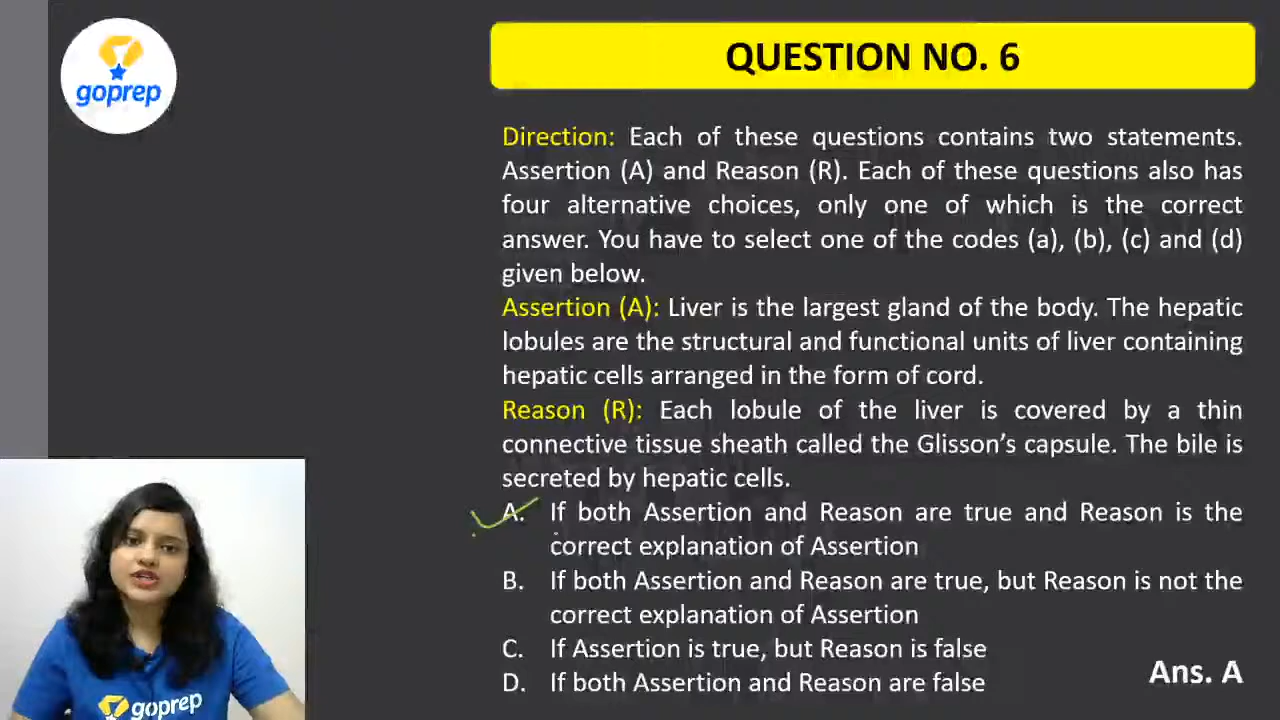 goprep
QUESTION NO. 6
Direction: Each of these questions contains two statements.
Assertion (A) and Reason (R). Each of these questions also has
four alternative choices, only one of which is the correct
answer. You have to select one of the codes (a), (b), (c) and (d)
given below.
Assertion (A): Liver is the largest gland of the body. The hepatic
lobules are the structural and functional units of liver containing
hepatic cells arranged in the form of cord.
Reason (R): Each lobule of the liver is covered by a thin
connective tissue sheath called the Glisson's capsule. The bile is
secreted by hepatic cells.
A. If both Assertion and Reason are true and Reason is the
correct explanation of Assertion
B. If both Assertion and Reason are true, but Reason is not the
correct explanation of Assertion
C. If Assertion is true, but Reason is false
D. If both Assertion and Reason are false
Ans. A
goprep